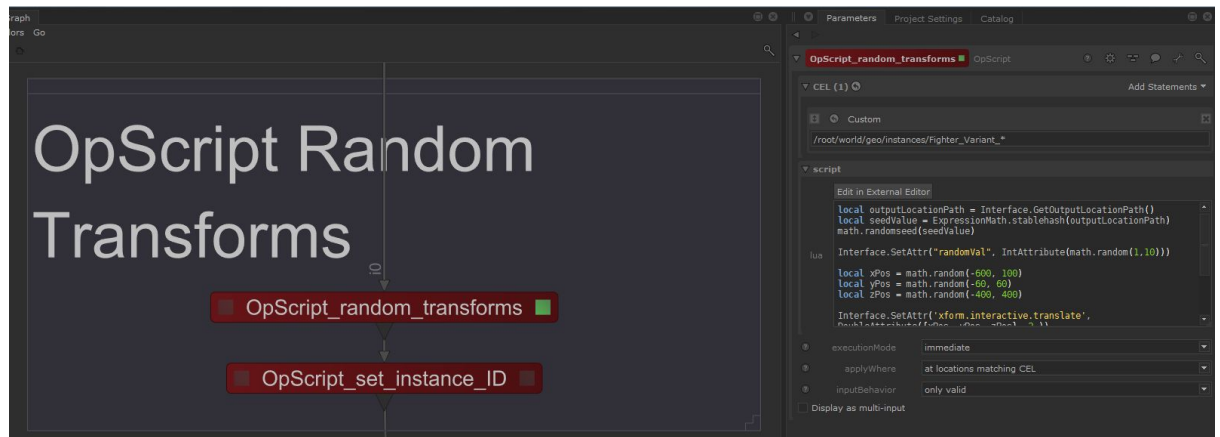 Graph
Go
OpScript Random
Transforms
i0
OpScript_random_transforms
OpScript_set_instance_ID
Parameters Project Settings Catalog
OpScript_random_transforms OpScript
CEL (1) Add Statements
Custom
/root/world/geo/instances/Fighter_Variant_*
script
Edit in External Editor
local outputLocationPath = Interface.GetOutputLocationPath()
local seedValue = ExpressionMath.stablehash(outputLocationPath)
math.randomseed(seedValue)
lua
Interface.SetAttr("randomVal", IntAttribute(math.random(1,10)))
local xPos = math.random(-600, 100)
local yPos = math.random(-60, 60)
local zPos = math.random(-400, 400)
Interface.SetAttr('xform.interactive.translate',
executionMode immediate
applyWhere at locations matching CEL
inputBehavior only valid
Display as multi-input